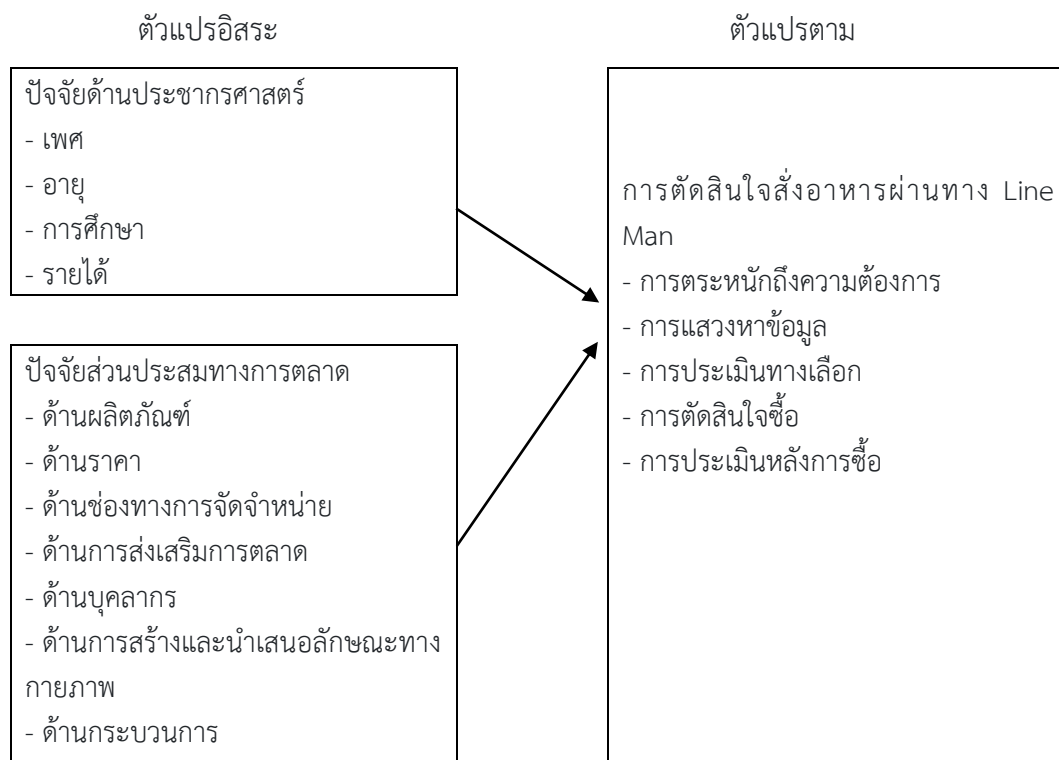 ตัวแปรอิสระ
ปัจจัยด้านประชากรศาสตร์
- เพศ
- อายุ
- การศึกษา
- รายได้
ปัจจัยส่วนประสมทางการตลาด
- ด้านผลิตภัณฑ์
- ด้านราคา
- ด้านช่องทางการจัดจำหน่าย
- ด้านการส่งเสริมการตลาด
- ด้านบุคลากร
- ด้านการสร้างและนำเสนอลักษณะทาง
กายภาพ
- ด้านกระบวนการ
ตัวแปรตาม
การตัดสินใจสั่งอาหารผ่านทาง Line
Man
- การตระหนักถึงความต้องการ
- การแสวงหาข้อมูล
- การประเมินทางเลือก
- การตัดสินใจซื้อ
- การประเมินหลังการซื้อ